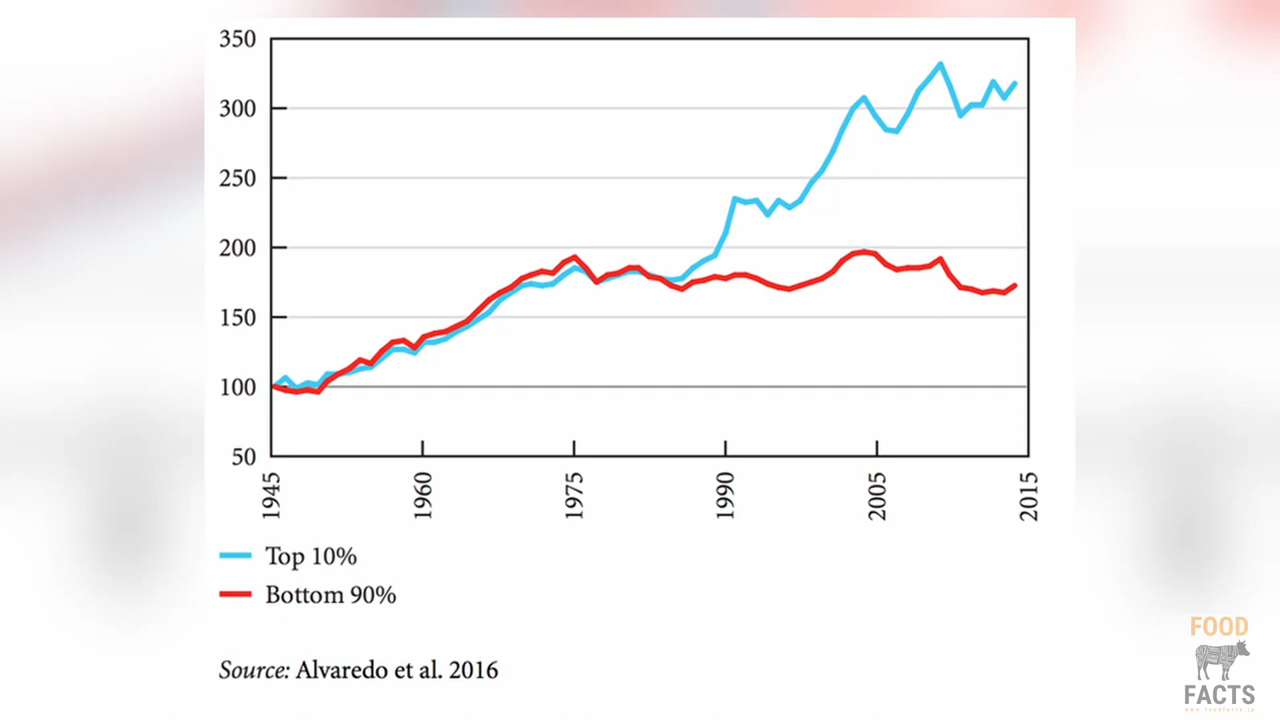 350
300
250
200
150
100
50
1945
1960
1975
1990
2005
2015
Top 10%
Bottom 90%
Source: Alvaredo et al. 2016
FOOD
FACTS